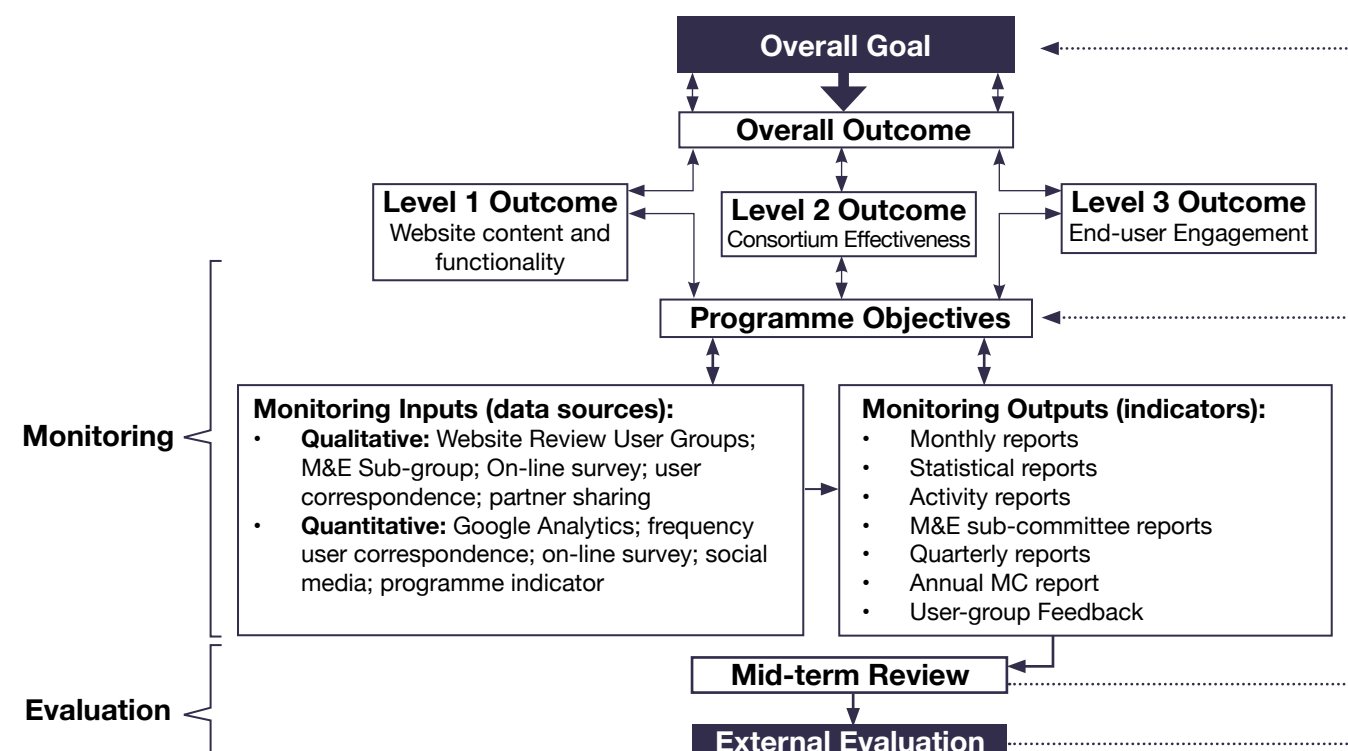 Overall Goal
Overall Outcome
Level 1 Outcome
Website content and
functionality
Level 2 Outcome
Consortium Effectiveness
Level 3 Outcome
End-user Engagement
Programme Objectives
Monitoring
Monitoring Inputs (data sources):
• Qualitative: Website Review User Groups;
M&E Sub-group; On-line survey; user
correspondence; partner sharing
• Quantitative: Google Analytics; frequency
user correspondence; on-line survey; social
media; programme indicator
Monitoring Outputs (indicators):
• Monthly reports
• Statistical reports
• Activity reports
• M&E sub-committee reports
• Quarterly reports
• Annual MC report
• User-group Feedback
Evaluation
Mid-term Review
External Evaluation